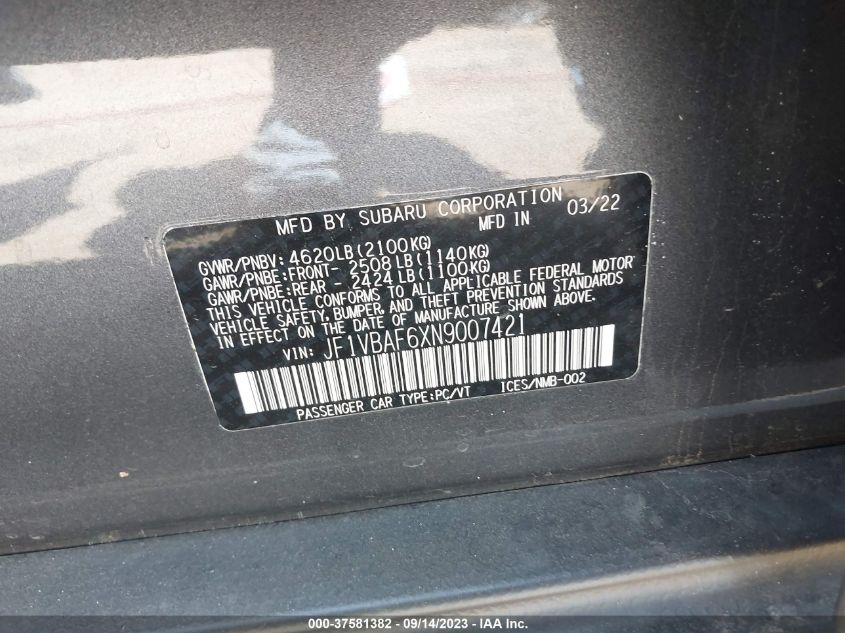 MFD BY SUBARU CORPORATION
MFD IN 03/22
GVWR/PNBV: 4620LB(2100KG)
GAWR/PNBE:FRONT- 2508LB(1140KG)
GAWR/PNBE:REAR - 2424LB(1100KG)
THIS VEHICLE CONFORMS TO ALL APPLICABLE FEDERAL MOTOR
VEHICLE SAFETY, BUMPER, AND THEFT PREVENTION STANDARDS
IN EFFECT ON THE DATE OF MANUFACTURE SHOWN ABOVE.
VIN: JF1VBAF6XN9007421
PASSENGER CAR TYPE:PC/VT ICES/NMB-002
000-37581382 - 09/14/2023 - IAA Inc.